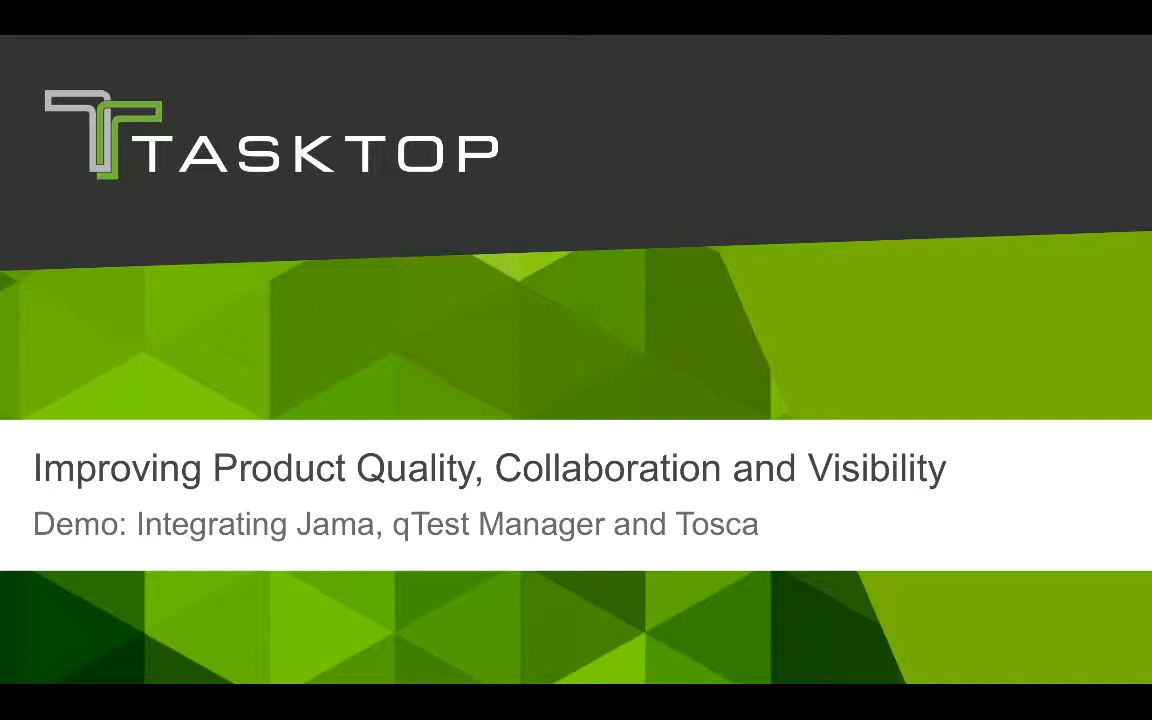 TASKTOP
Improving Product Quality, Collaboration and Visibility
Demo: Integrating Jama, qTest Manager and Tosca